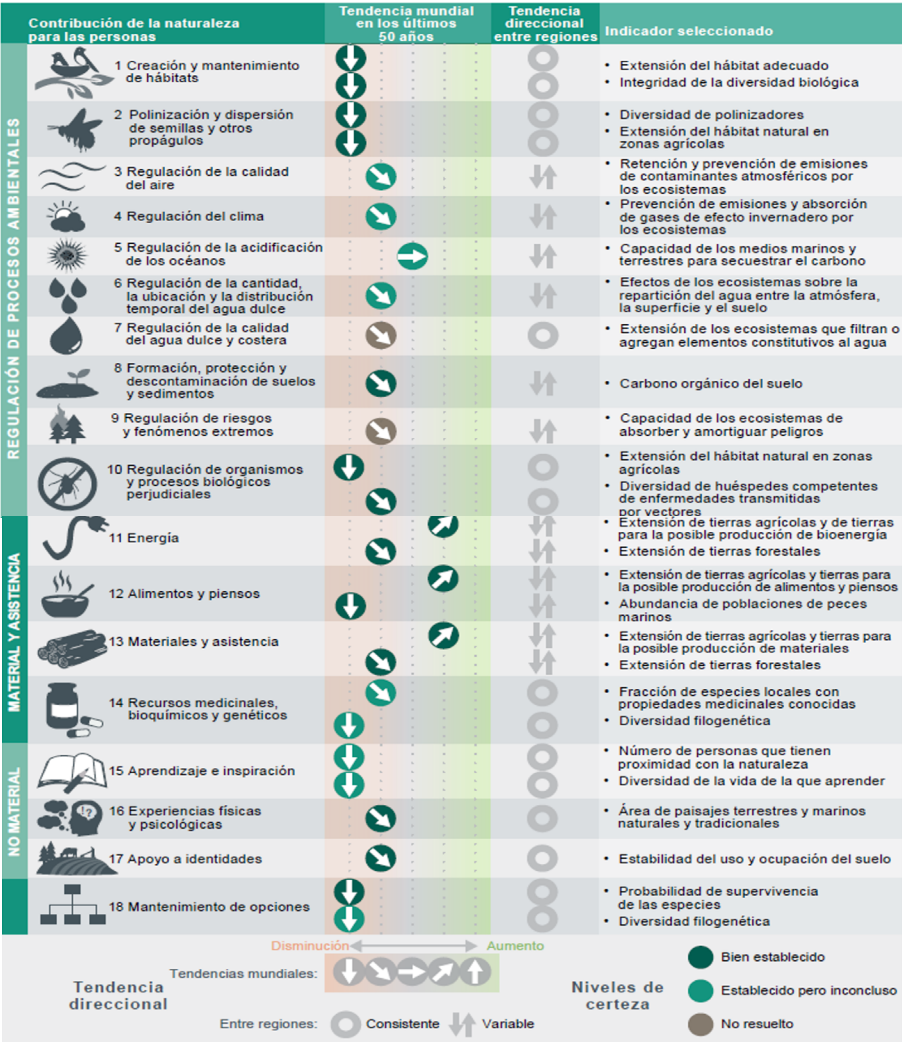 Contribución de la naturaleza
para las personas
Tendencia mundial
en los últimos
50 años
Tendencia
direccional
entre regiones
Indicador seleccionado
REGULACIÓN DE PROCESOS AMBIENTALES
1 Creación y mantenimiento
de hábitats
• Extensión del hábitat adecuado
• Integridad de la diversidad biológica
2 Polinización y dispersión
de semillas y otros
propágulos
• Diversidad de polinizadores
• Extensión del hábitat natural en
zonas agrícolas
3 Regulación de la calidad
del aire
• Retención y prevención de emisiones
de contaminantes atmosféricos por
los ecosistemas
4 Regulación del clima
• Prevención de emisiones y absorción
de gases de efecto invernadero por
los ecosistemas
5 Regulación de la acidificación
de los océanos
• Capacidad de los medios marinos y
terrestres para secuestrar el carbono
6 Regulación de la cantidad,
la ubicación y la distribución
temporal del agua dulce
• Efectos de los ecosistemas sobre la
repartición del agua entre la atmósfera,
la superficie y el suelo
7 Regulación de la calidad
del agua dulce y costera
• Extensión de los ecosistemas que filtran o
agregan elementos constitutivos al agua
8 Formación, protección y
descontaminación de suelos
y sedimentos
• Carbono orgánico del suelo
9 Regulación de riesgos
y fenómenos extremos
• Capacidad de los ecosistemas de
absorber y amortiguar peligros
10 Regulación de organismos
y procesos biológicos
perjudiciales
• Extensión del hábitat natural en zonas
agrícolas
• Diversidad de huéspedes competentes
de enfermedades transmitidas
por vectores
MATERIAL Y ASISTENCIA
11 Energía
• Extensión de tierras agrícolas y de tierras
para la posible producción de bioenergía
• Extensión de tierras forestales
12 Alimentos y piensos
• Extensión de tierras agrícolas y tierras para
la posible producción de alimentos y piensos
• Abundancia de poblaciones de peces
marinos
13 Materiales y asistencia
• Extensión de tierras agrícolas y tierras para
la posible producción de materiales
• Extensión de tierras forestales
14 Recursos medicinales,
bioquímicos y genéticos
• Fracción de especies locales con
propiedades medicinales conocidas
• Diversidad filogenética
NO MATERIAL
15 Aprendizaje e inspiración
• Número de personas que tienen
proximidad con la naturaleza
• Diversidad de la vida de la que aprender
16 Experiencias físicas
y psicológicas
• Área de paisajes terrestres y marinos
naturales y tradicionales
17 Apoyo a identidades
• Estabilidad del uso y ocupación del suelo
18 Mantenimiento de opciones
• Probabilidad de supervivencia
de las especies
• Diversidad filogenética
Disminución
Aumento
Tendencia
direccional
Tendencias mundiales:
Entre regiones:
Consistente
Variable
Niveles de
certeza
Bien establecido
Establecido pero inconcluso
No resuelto